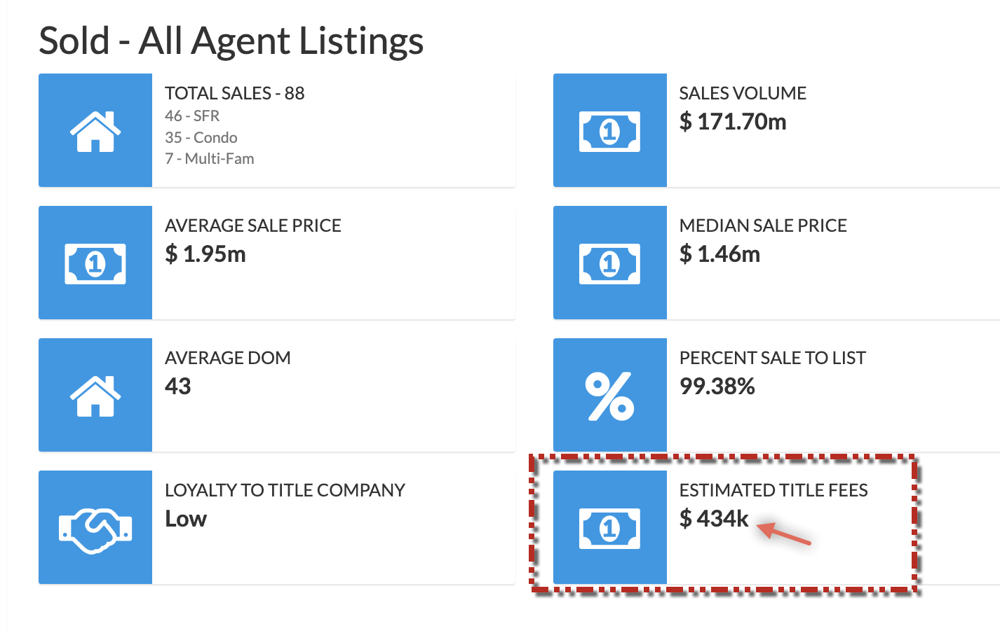 Sold - All Agent Listings
TOTAL SALES - 88
46 - SFR
35 - Condo
7 - Multi-Fam
SALES VOLUME
$ 171.70m
AVERAGE SALE PRICE
$ 1.95m
MEDIAN SALE PRICE
$ 1.46m
AVERAGE DOM
43
PERCENT SALE TO LIST
99.38%
LOYALTY TO TITLE COMPANY
Low
ESTIMATED TITLE FEES
$ 434k